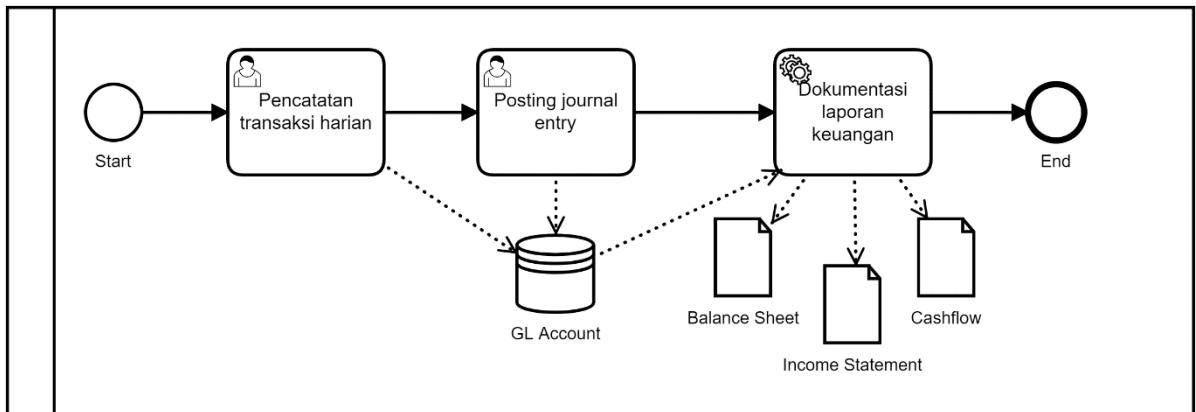 Pencatatan
transaksi harian
Posting journal
entry
Dokumentasi
laporan
keuangan
Start
End
GL Account
Balance Sheet
Cashflow
Income Statement